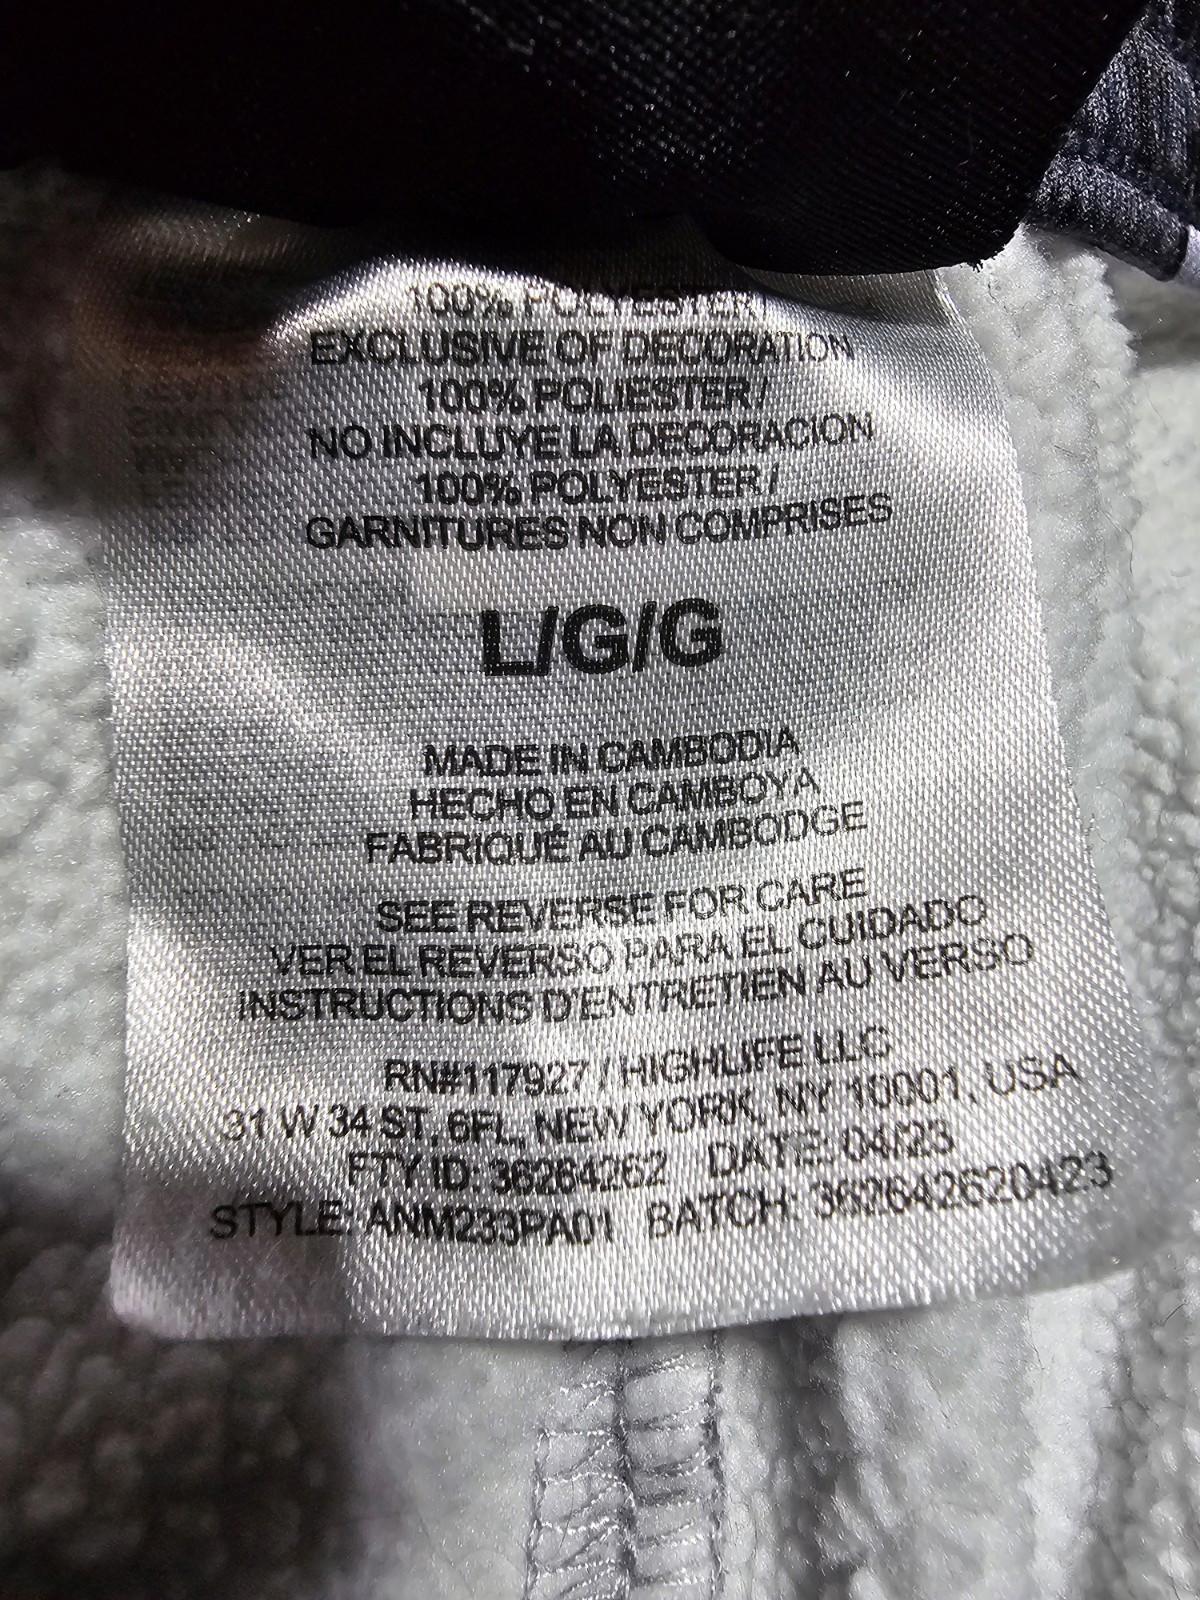 100% POLYESTER/
EXCLUSIVE OF DECORATION
100% POLIESTER/
NO INCLUYE LA DECORACION
100% POLYESTER/
GARNITURES NON COMPRISES
L/G/G
MADE IN CAMBODIA
HECHO EN CAMBOYA
FABRIQUÉ AU CAMBODGE
SEE REVERSE FOR CARE
VER EL REVERSO PARA EL CUIDADO
INSTRUCTIONS D'ENTRETIEN AU VERSO
RN#117927 / HIGHLIFE LLC
31 W 34 ST, 6FL, NEW YORK, NY 10001, USA
FTY ID: 36264262 DATE: 04/23
STYLE: ANM233PA01 BATCH: 362642620423